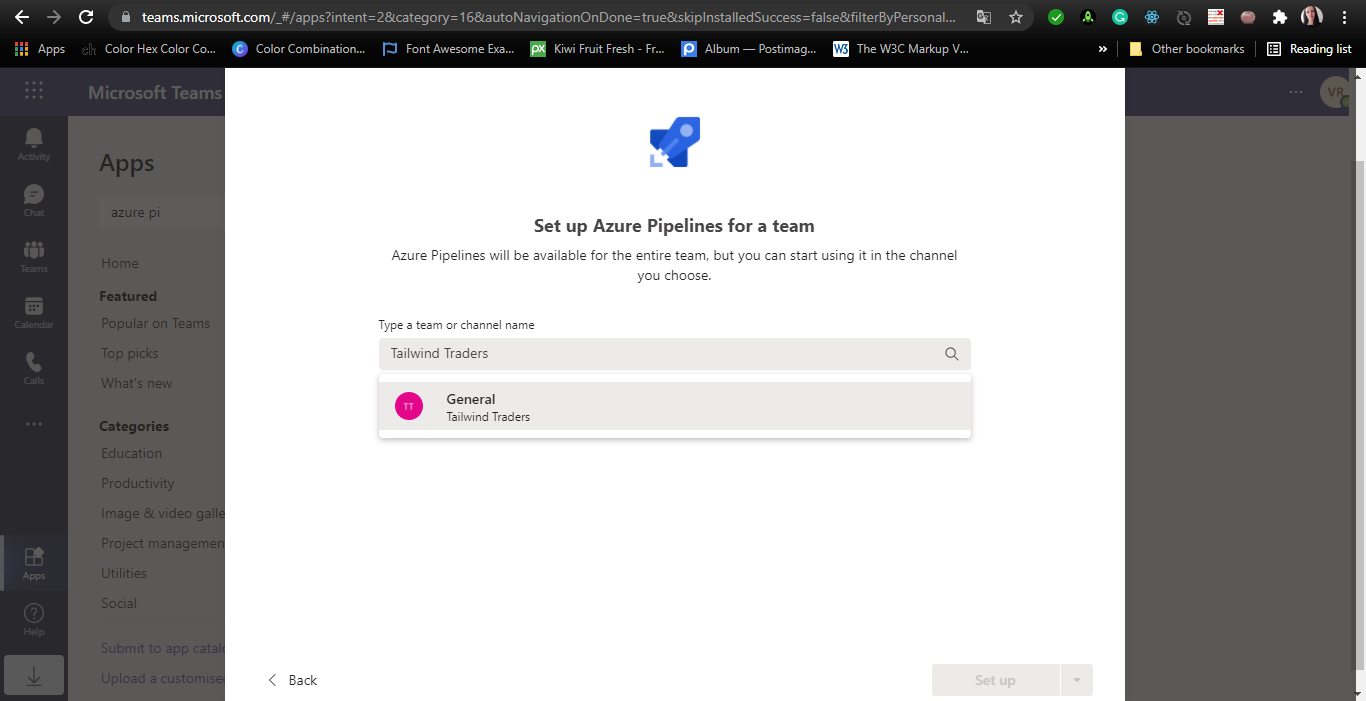 teams.microsoft.com/_#/apps?intent=2&category=16&autoNavigationOnDone=true&skipInstalledSuccess=false&filterByPersonal...
Apps
Color Hex Color Co...
Color Combination...
Font Awesome Exa...
Kiwi Fruit Fresh - Fr...
Album — Postimag...
The W3C Markup V...
»
Other bookmarks
Reading list
Microsoft Teams
VR
Activity
Chat
Teams
Calendar
Calls
Apps
Help
Apps
azure pi
Home
Featured
Popular on Teams
Top picks
What's new
Categories
Education
Productivity
Image & video galle
Project managemen
Utilities
Social
Submit to app catalo
Upload a customised
Set up Azure Pipelines for a team
Azure Pipelines will be available for the entire team, but you can start using it in the channel
you choose.
Type a team or channel name
Tailwind Traders
TT
General
Tailwind Traders
Back
Set up